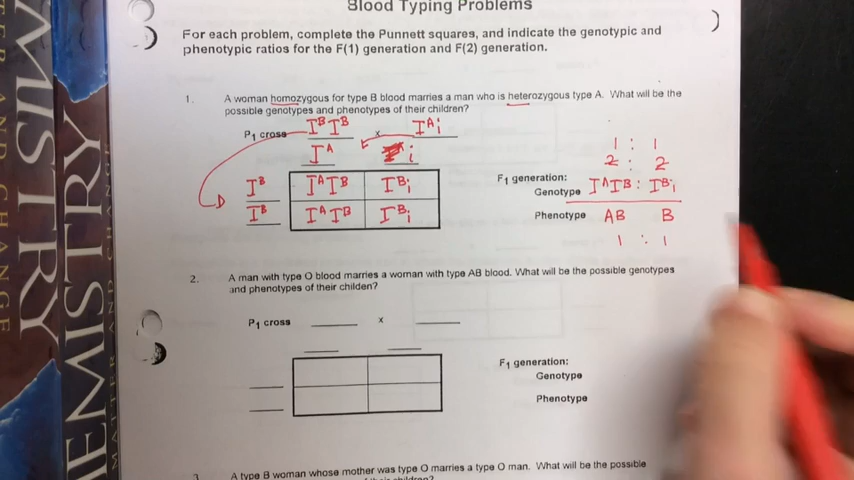 Blood Typing Problems
For each problem, complete the Punnett squares, and indicate the genotypic and
phenotypic ratios for the F(1) generation and F(2) generation.
1. A woman homozygous for type B blood marries a man who is heterozygous type A. What will be the
possible genotypes and phenotypes of their children?
P1 cross IᴮIᴮ x Iᴬi
Iᴬ i
Iᴮ IᴬIᴮ Iᴮi
Iᴮ IᴬIᴮ Iᴮi
1 : 1
2 : 2
F1 generation:
Genotype IᴬIᴮ : Iᴮi
Phenotype AB B
1 : 1
2. A man with type O blood marries a woman with type AB blood. What will be the possible genotypes
and phenotypes of their childen?
P1 cross x
F1 generation:
Genotype
Phenotype
3. A type B woman whose mother was type O marries a type O man. What will be the possible
MISTRY
TER AND CHANGE
EMISTRY
MATTER AND CHANGE